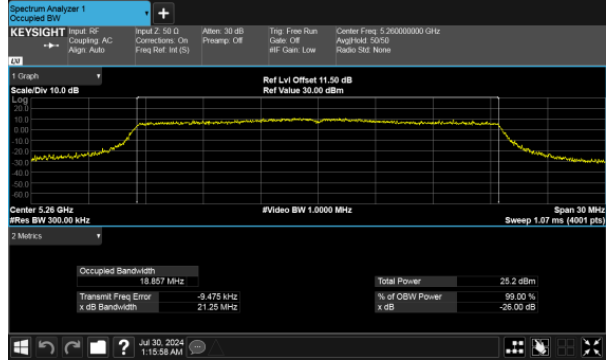 Spectrum Analyzer 1
Occupied BW
+
KEYSIGHT
Input: RF
Coupling: AC
Align: Auto
Input Z: 50 Ω
Corrections: On
Freq Ref: Int (S)
Atten: 30 dB
Preamp: Off
Trig: Free Run
Gate: Off
#IF Gain: Low
Center Freq: 5.260000000 GHz
Avg|Hold: 50/50
Radio Std: None
LXI
1 Graph
Scale/Div 10.0 dB
Ref Lvl Offset 11.50 dB
Ref Value 30.00 dBm
Log
20.0
10.0
0.00
-10.0
-20.0
-30.0
-40.0
-50.0
-60.0
Center 5.26 GHz
#Res BW 300.00 kHz
#Video BW 1.0000 MHz
Span 30 MHz
Sweep 1.07 ms (4001 pts)
2 Metrics
Occupied Bandwidth
18.857 MHz
Transmit Freq Error -9.475 kHz
x dB Bandwidth 21.25 MHz
Total Power 25.2 dBm
% of OBW Power 99.00 %
x dB -26.00 dB
?
Jul 30, 2024
1:15:58 AM